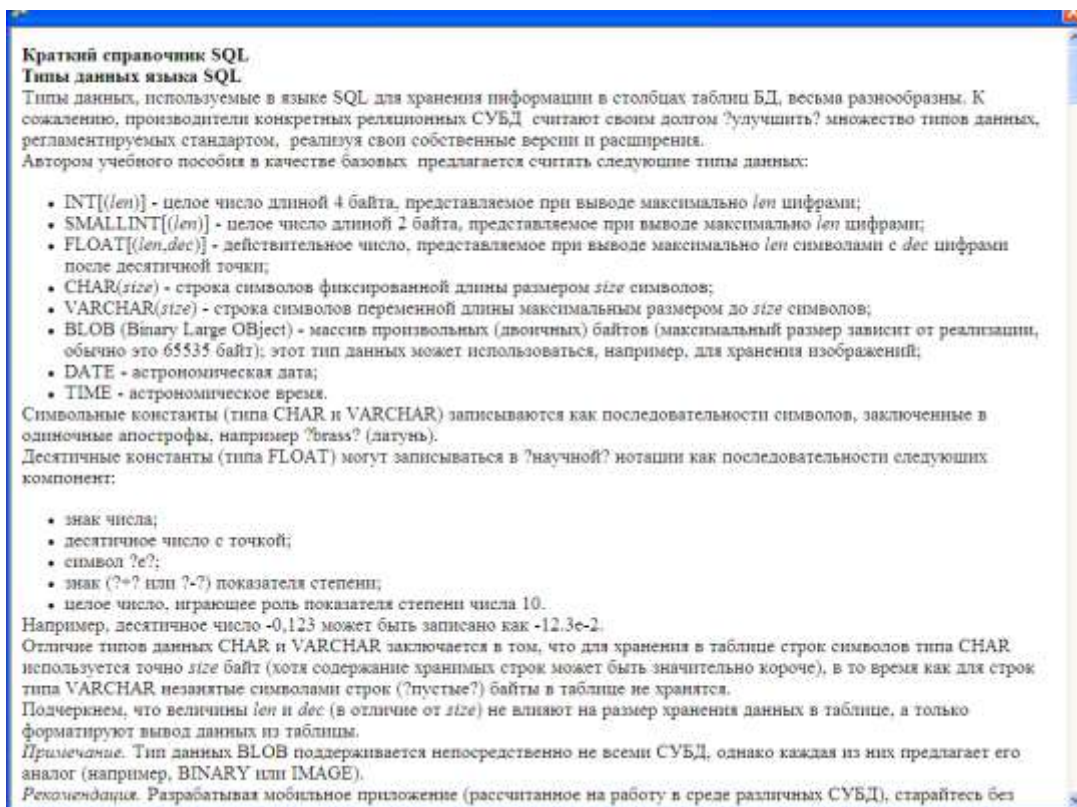 Краткий справочник SQL
Типы данных языка SQL
Типы данных, используемые в языке SQL для хранения информации в столбцах таблиц БД, весьма разнообразны. К
сожалению, производители конкретных реляционных СУБД считают своим долгом ?улучшить? множество типов данных,
регламентируемых стандартом, реализуя свои собственные версии и расширения.
Автором учебного пособия в качестве базовых предлагается считать следующие типы данных:
• INT[(len)] - целое число длиной 4 байта, представляемое при выводе максимально len цифрами;
• SMALLINT[(len)] - целое число длиной 2 байта, представляемое при выводе максимально len цифрами;
• FLOAT[(len,dec)] - действительное число, представляемое при выводе максимально len символами с dec цифрами
после десятичной точки;
• CHAR(size) - строка символов фиксированной длины размером size символов;
• VARCHAR(size) - строка символов переменной длины максимальным размером до size символов;
• BLOB (Binary Large OBject) - массив произвольных (двоичных) байтов (максимальный размер зависит от реализации,
обычно это 65535 байт); этот тип данных может использоваться, например, для хранения изображений;
• DATE - астрономическая дата;
• TIME - астрономическое время.
Символьные константы (типа CHAR и VARCHAR) записываются как последовательности символов, заключенные в
одиночные апострофы, например ?brass? (латунь).
Десятичные константы (типа FLOAT) могут записываться в ?научной? нотации как последовательности следующих
компонент:
• знак числа;
• десятичное число с точкой;
• символ ?e?;
• знак (?+? или ?-?) показателя степени;
• целое число, играющее роль показателя степени числа 10.
Например, десятичное число -0,123 может быть записано как -12.3e-2.
Отличие типов данных CHAR и VARCHAR заключается в том, что для хранения в таблице строк символов типа CHAR
используется точно size байт (хотя содержание хранимых строк может быть значительно короче), в то время как для строк
типа VARCHAR незанятые символами строк (?пустые?) байты в таблице не хранятся.
Подчеркнем, что величины len и dec (в отличие от size) не влияют на размер хранения данных в таблице, а только
форматируют вывод данных из таблицы.
Примечание. Тип данных BLOB поддерживается непосредственно не всеми СУБД, однако каждая из них предлагает его
аналог (например, BINARY или IMAGE).
Рекомендация. Разрабатывая мобильное приложение (рассчитанное на работу в среде различных СУБД), старайтесь без